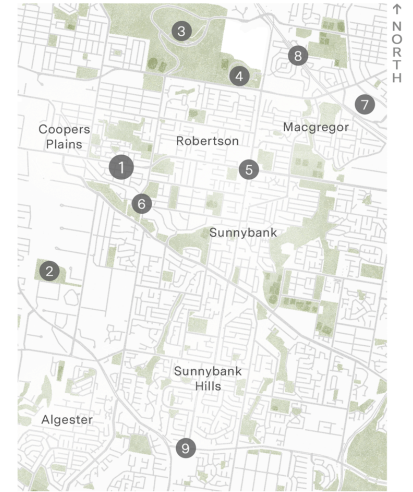 ↑
NORTH
3
4
8
7
Coopers
Plains
Robertson
Macgregor
1
5
6
Sunnybank
2
Sunnybank
Hills
Algester
9